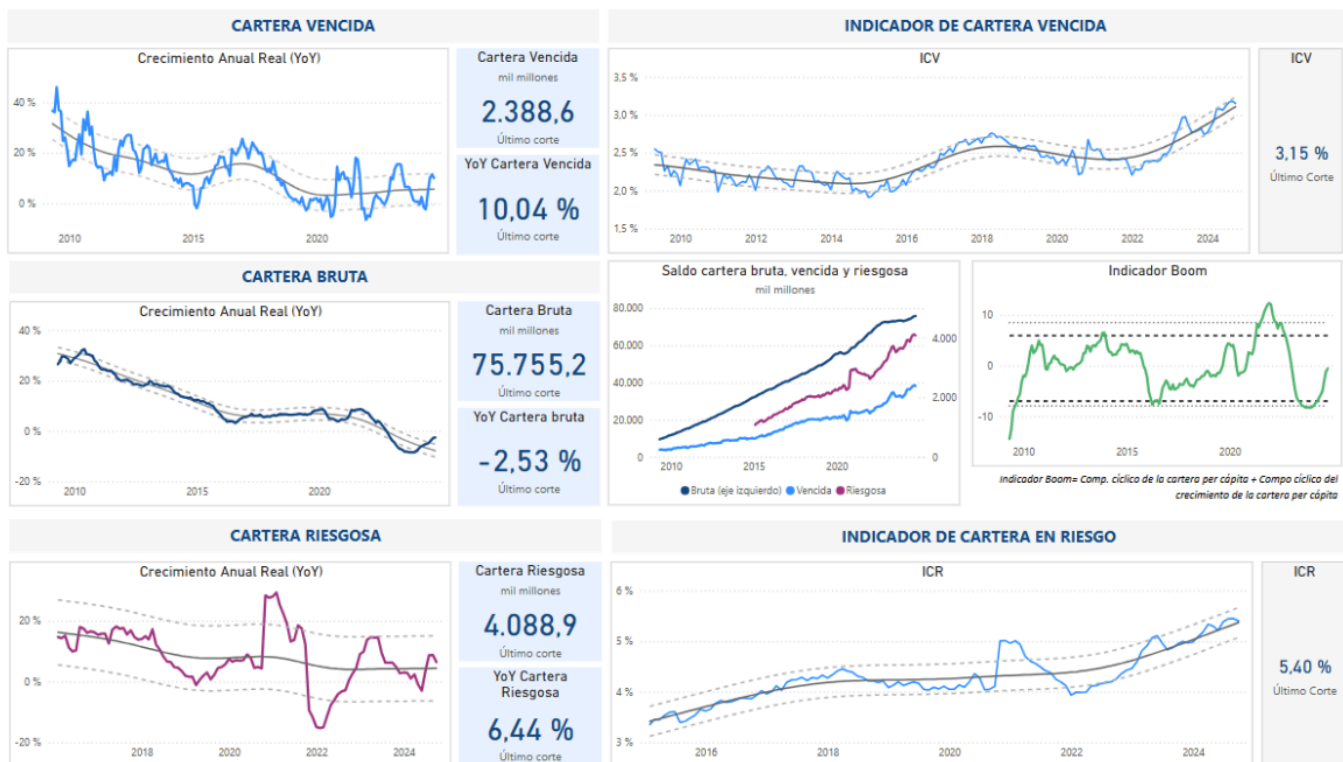 CARTERA VENCIDA
Crecimiento Anual Real (YoY)
40 %
20 %
0 %
2010
2015
2020
Cartera Vencida
mil millones
2.388,6
Último corte
YoY Cartera Vencida
10,04 %
Último corte
INDICADOR DE CARTERA VENCIDA
ICV
3,5 %
3,0 %
2,5 %
2,0 %
1,5 %
2010
2012
2014
2016
2018
2020
2022
2024
ICV
3,15 %
Último Corte
CARTERA BRUTA
Crecimiento Anual Real (YoY)
40 %
20 %
0 %
-20 %
2010
2015
2020
Cartera Bruta
mil millones
75.755,2
Último corte
YoY Cartera bruta
-2,53 %
Último corte
Saldo cartera bruta, vencida y riesgosa
mil millones
80.000
60.000
40.000
20.000
0
4.000
2.000
0
2010
2015
2020
Bruta (eje izquierdo)
Vencida
Riesgosa
Indicador Boom
10
0
-10
2010
2015
2020
Indicador Boom= Comp. cíclico de la cartera per cápita + Compo cíclico del
crecimiento de la cartera per cápita
CARTERA RIESGOSA
Crecimiento Anual Real (YoY)
20 %
0 %
-20 %
2018
2020
2022
2024
Cartera Riesgosa
mil millones
4.088,9
Último corte
YoY Cartera
Riesgosa
6,44 %
Último corte
INDICADOR DE CARTERA EN RIESGO
ICR
6 %
5 %
4 %
3 %
2016
2018
2020
2022
2024
ICR
5,40 %
Último Corte